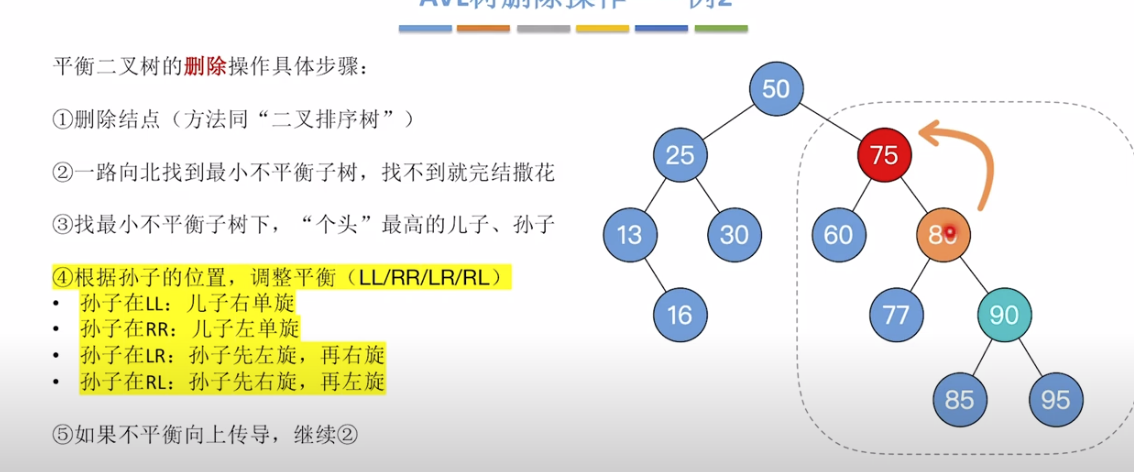 AVL树删除操作——例2
平衡二叉树的删除操作具体步骤：
①删除结点（方法同“二叉排序树”）
②一路向北找到最小不平衡子树，找不到就完结撒花
③找最小不平衡子树下，“个头”最高的儿子、孙子
④根据孙子的位置，调整平衡（LL/RR/LR/RL）
• 孙子在LL：儿子右单旋
• 孙子在RR：儿子左单旋
• 孙子在LR：孙子先左旋，再右旋
• 孙子在RL：孙子先右旋，再左旋
⑤如果不平衡向上传导，继续②
50
25
75
13
30
60
80
16
77
90
85
95